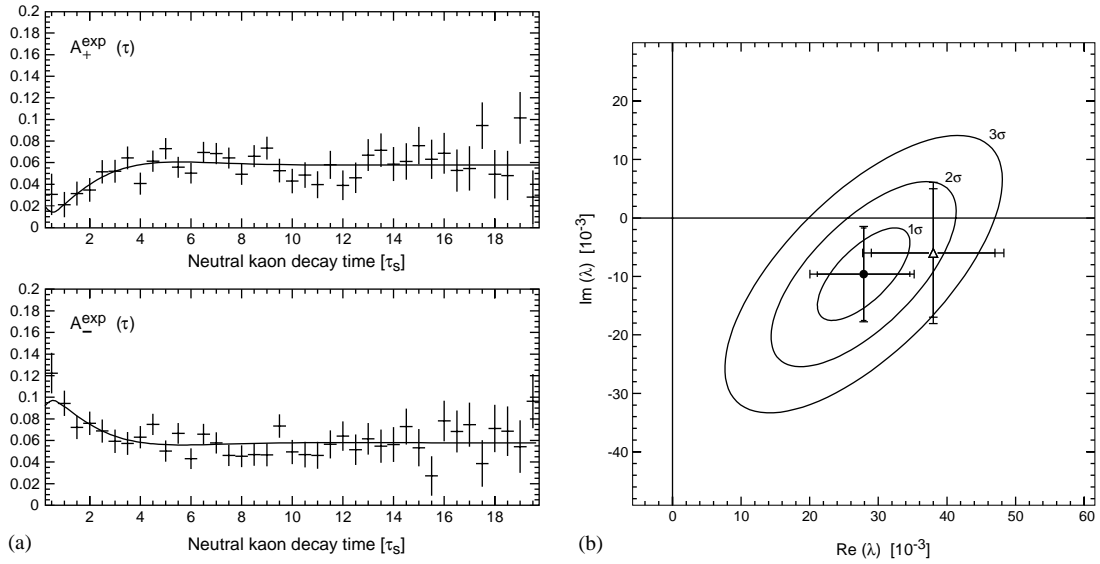 0.2
0.18
0.16
0.14
0.12
0.1
0.08
0.06
0.04
0.02
0
A₊^exp (τ)
2 4 6 8 10 12 14 16 18
Neutral kaon decay time [τ_S]
0.2
0.18
0.16
0.14
0.12
0.1
0.08
0.06
0.04
0.02
0
A₋^exp (τ)
2 4 6 8 10 12 14 16 18
Neutral kaon decay time [τ_S]
(a)
Im (λ) [10⁻³]
20
0
-10
-20
-30
-40
3σ
2σ
1σ
0 10 20 30 40 50 60
Re (λ) [10⁻³]
(b)